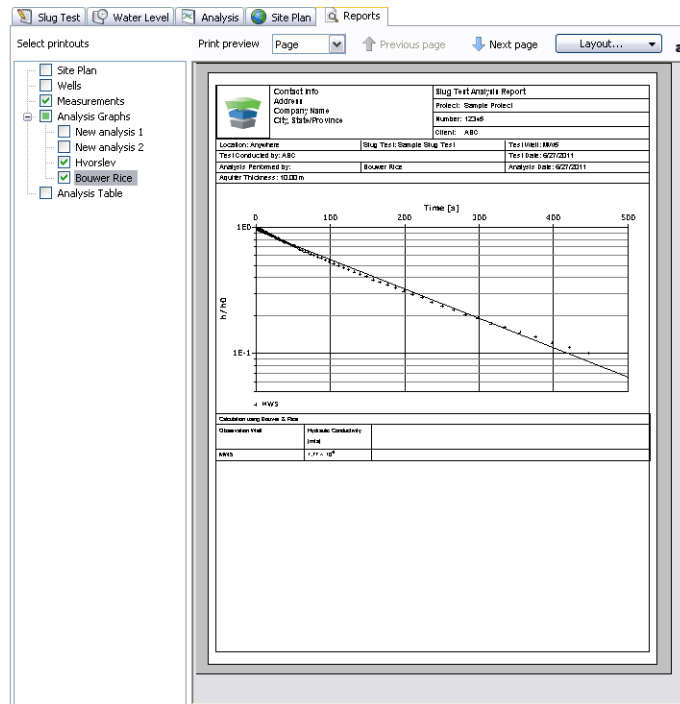 Slug Test Water Level Analysis Site Plan Reports
Select printouts
Print preview Page Previous page Next page Layout...
Site Plan
Wells
Measurements
Analysis Graphs
New analysis 1
New analysis 2
Hvorslev
Bouwer Rice
Analysis Table
Contact Info
Address
Company Name
City, State/Province
Slug Test Analysis Report
Project: Sample Project
Number: 12345
Client: ABC
Location: Anywhere Slug Test: Sample Slug Test Test Well: MW5
Test Conducted by: ABC Test Date: 6/27/2011
Analysis Performed by: Bouwer Rice Analysis Date: 6/27/2011
Aquifer Thickness: 10.00 m
Time [s]
0 100 200 300 400 500
1E0
h/h0
1E-1
MW5
Calculation using Bouwer & Rice
Observation Well Hydraulic Conductivity
[m/s]
MW5